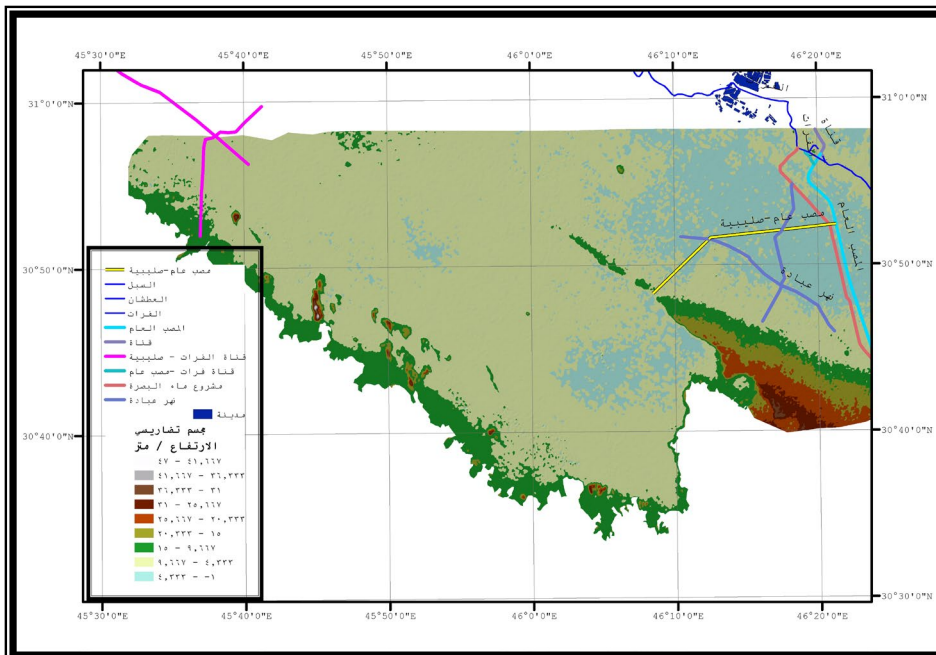 45°30'0"E 45°40'0"E 45°50'0"E 46°0'0"E 46°10'0"E 46°20'0"E
31°0'0"N 31°0'0"N
قناة
الفرات
مصب عام-صليبية
المصب العام
نهر عبادة
30°50'0"N 30°50'0"N
مصب عام-صليبية
السبل
العطشان
الفرات
المصب العام
قناة
قناة الفرات - صليبية
قناة فرات -مصب عام
مشروع ماء البصرة
نهر عبادة
مدينة
30°40'0"N 30°40'0"N
مجسم تضاريسي
الارتفاع / متر
٤١,٦٦٧ - ٤٧
٣٦,٣٣٣ - ٤١,٦٦٧
٣١ - ٣٦,٣٣٣
٢٥,٦٦٧ - ٣١
٢٠,٣٣٣ - ٢٥,٦٦٧
١٥ - ٢٠,٣٣٣
٩,٦٦٧ - ١٥
٤,٣٣٣ - ٩,٦٦٧
-١ - ٤,٣٣٣
30°30'0"N
45°30'0"E 45°40'0"E 45°50'0"E 46°0'0"E 46°10'0"E 46°20'0"E